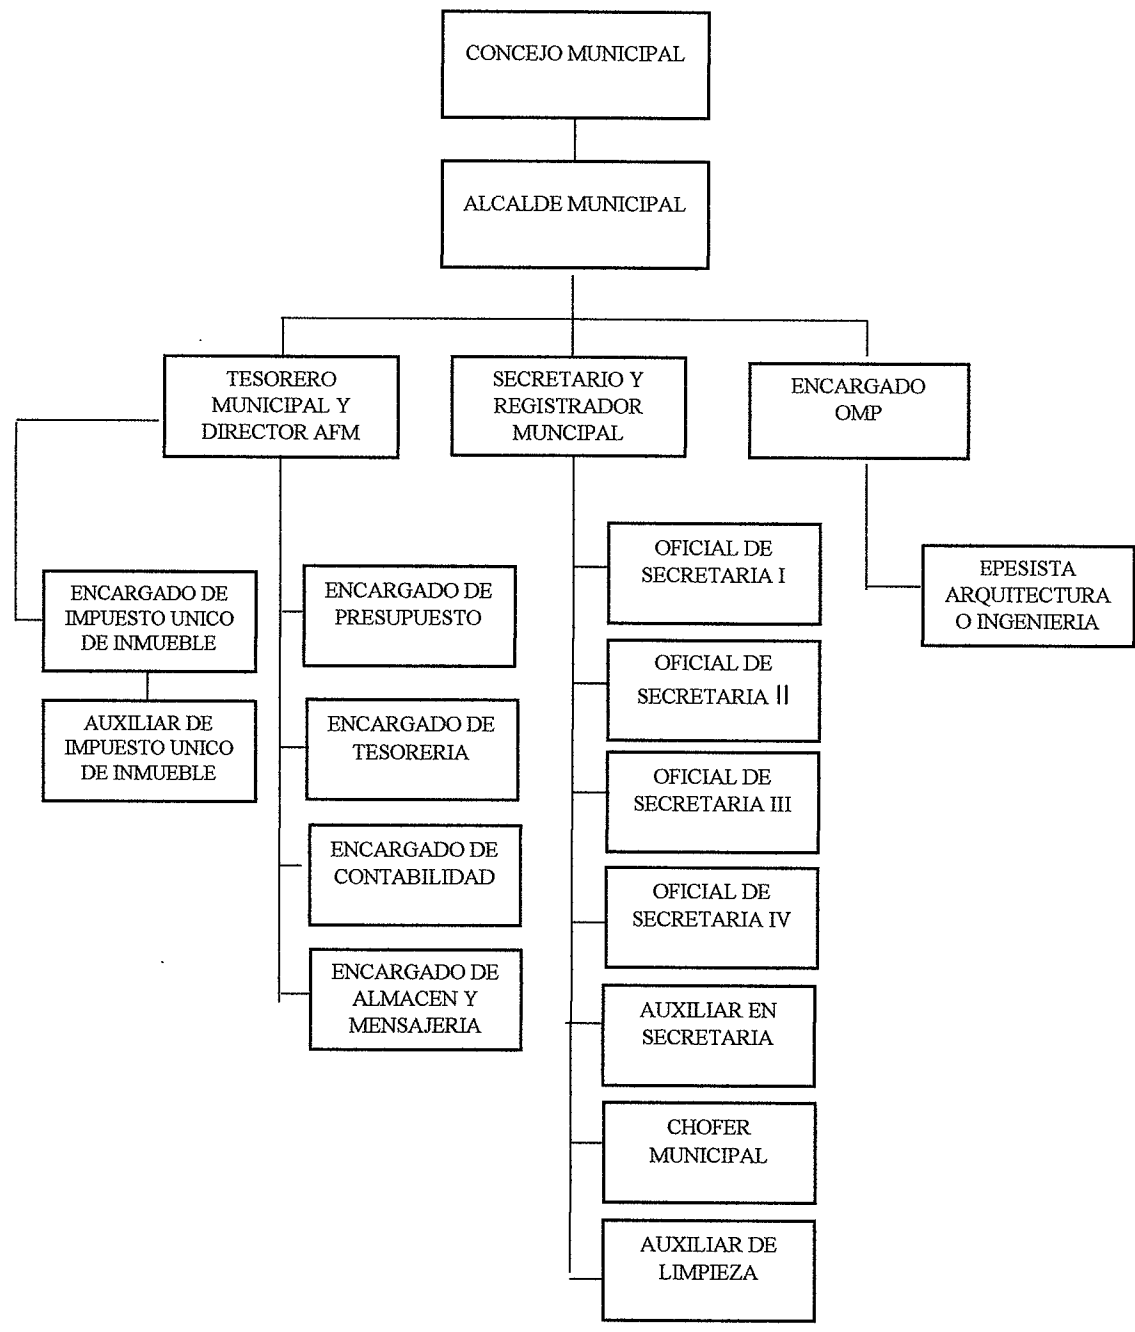 CONCEJO MUNICIPAL
ALCALDE MUNICIPAL
TESORERO
MUNICIPAL Y
DIRECTOR AFM
SECRETARIO Y
REGISTRADOR
MUNCIPAL
ENCARGADO
OMP
ENCARGADO DE
IMPUESTO UNICO
DE INMUEBLE
AUXILIAR DE
IMPUESTO UNICO
DE INMUEBLE
ENCARGADO DE
PRESUPUESTO
ENCARGADO DE
TESORERIA
ENCARGADO DE
CONTABILIDAD
ENCARGADO DE
ALMACEN Y
MENSAJERIA
OFICIAL DE
SECRETARIA I
OFICIAL DE
SECRETARIA II
OFICIAL DE
SECRETARIA III
OFICIAL DE
SECRETARIA IV
AUXILIAR EN
SECRETARIA
CHOFER
MUNICIPAL
AUXILIAR DE
LIMPIEZA
EPESISTA
ARQUITECTURA
O INGENIERIA